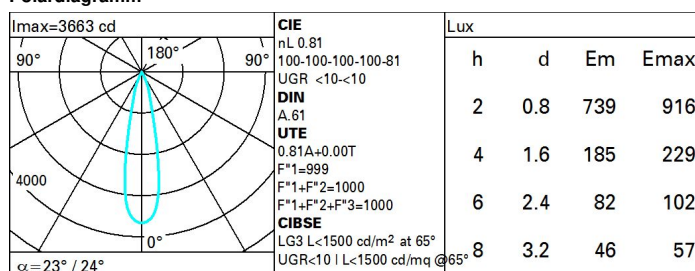 Imax=3663 cd
90°
180°
90°
4000
0°
α=23° / 24°
CIE
nL 0.81
100-100-100-100-81
UGR <10-<10
DIN
A.61
UTE
0.81A+0.00T
F"1=999
F"1+F"2=1000
F"1+F"2+F"3=1000
CIBSE
LG3 L<1500 cd/m² at 65°
UGR<10 | L<1500 cd/mq @65°
Lux
h d Em Emax
2 0.8 739 916
4 1.6 185 229
6 2.4 82 102
8 3.2 46 57